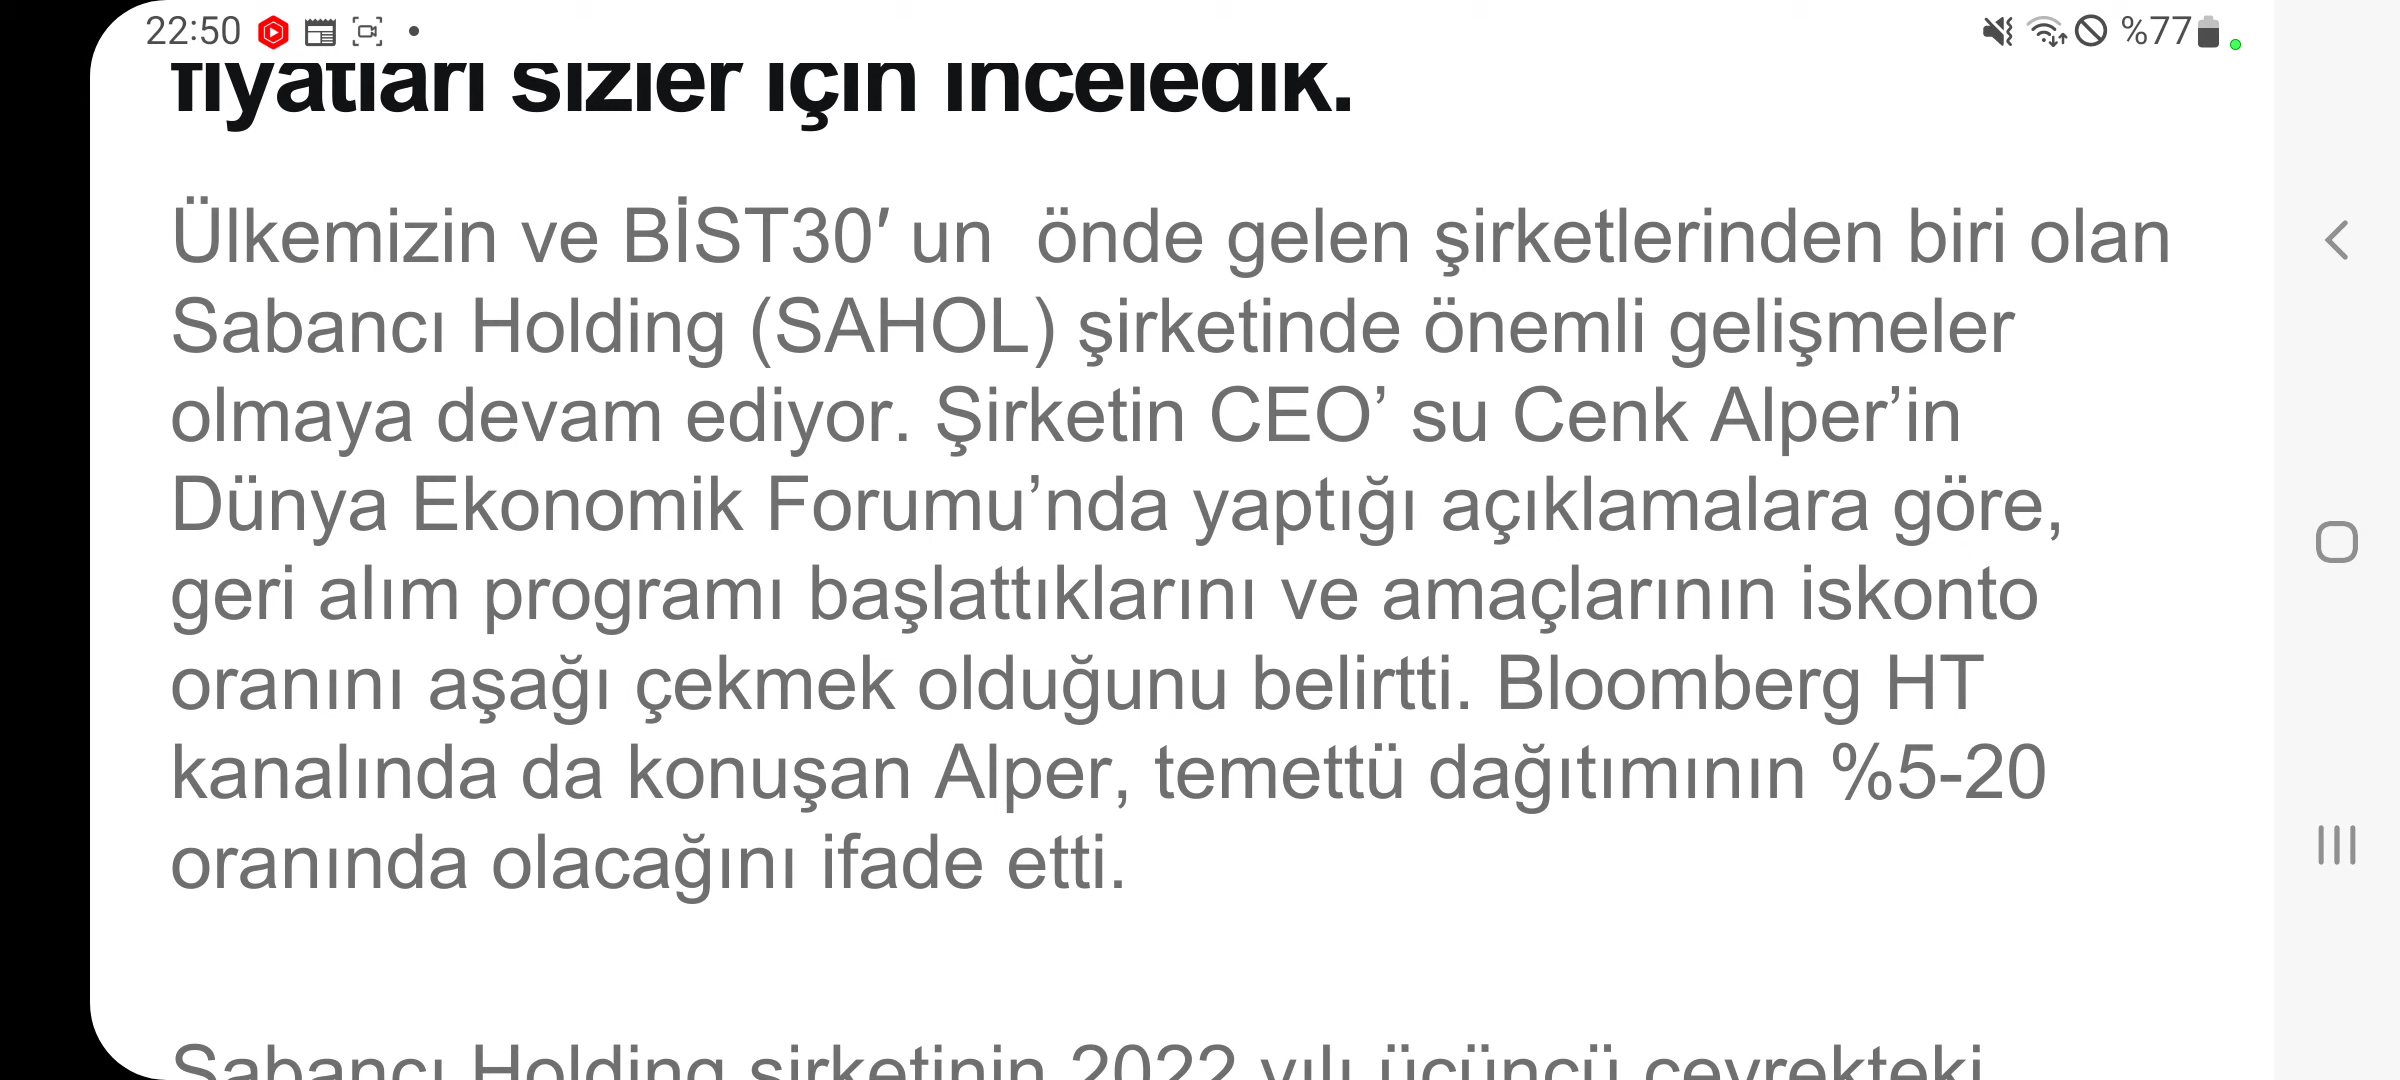 22:50 %77
fiyatları sizler için inceledik.
Ülkemizin ve BİST30′ un  önde gelen şirketlerinden biri olan
Sabancı Holding (SAHOL) şirketinde önemli gelişmeler
olmaya devam ediyor. Şirketin CEO’ su Cenk Alper’in
Dünya Ekonomik Forumu’nda yaptığı açıklamalara göre,
geri alım programı başlattıklarını ve amaçlarının iskonto
oranını aşağı çekmek olduğunu belirtti. Bloomberg HT
kanalında da konuşan Alper, temettü dağıtımının %5-20
oranında olacağını ifade etti.
Sabancı Holding şirketinin 2022 yılı üçüncü çeyrekteki